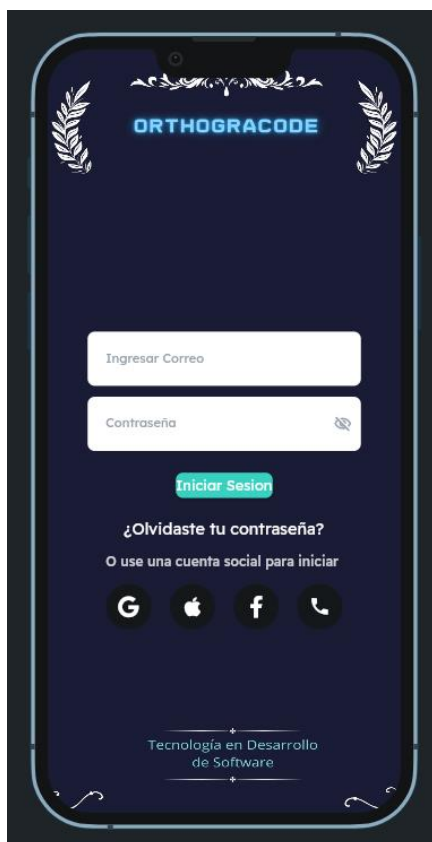 ORTHOGRACODE
Ingresar Correo
Contraseña
Iniciar Sesion
¿Olvidaste tu contraseña?
O use una cuenta social para iniciar
Tecnología en Desarrollo
de Software